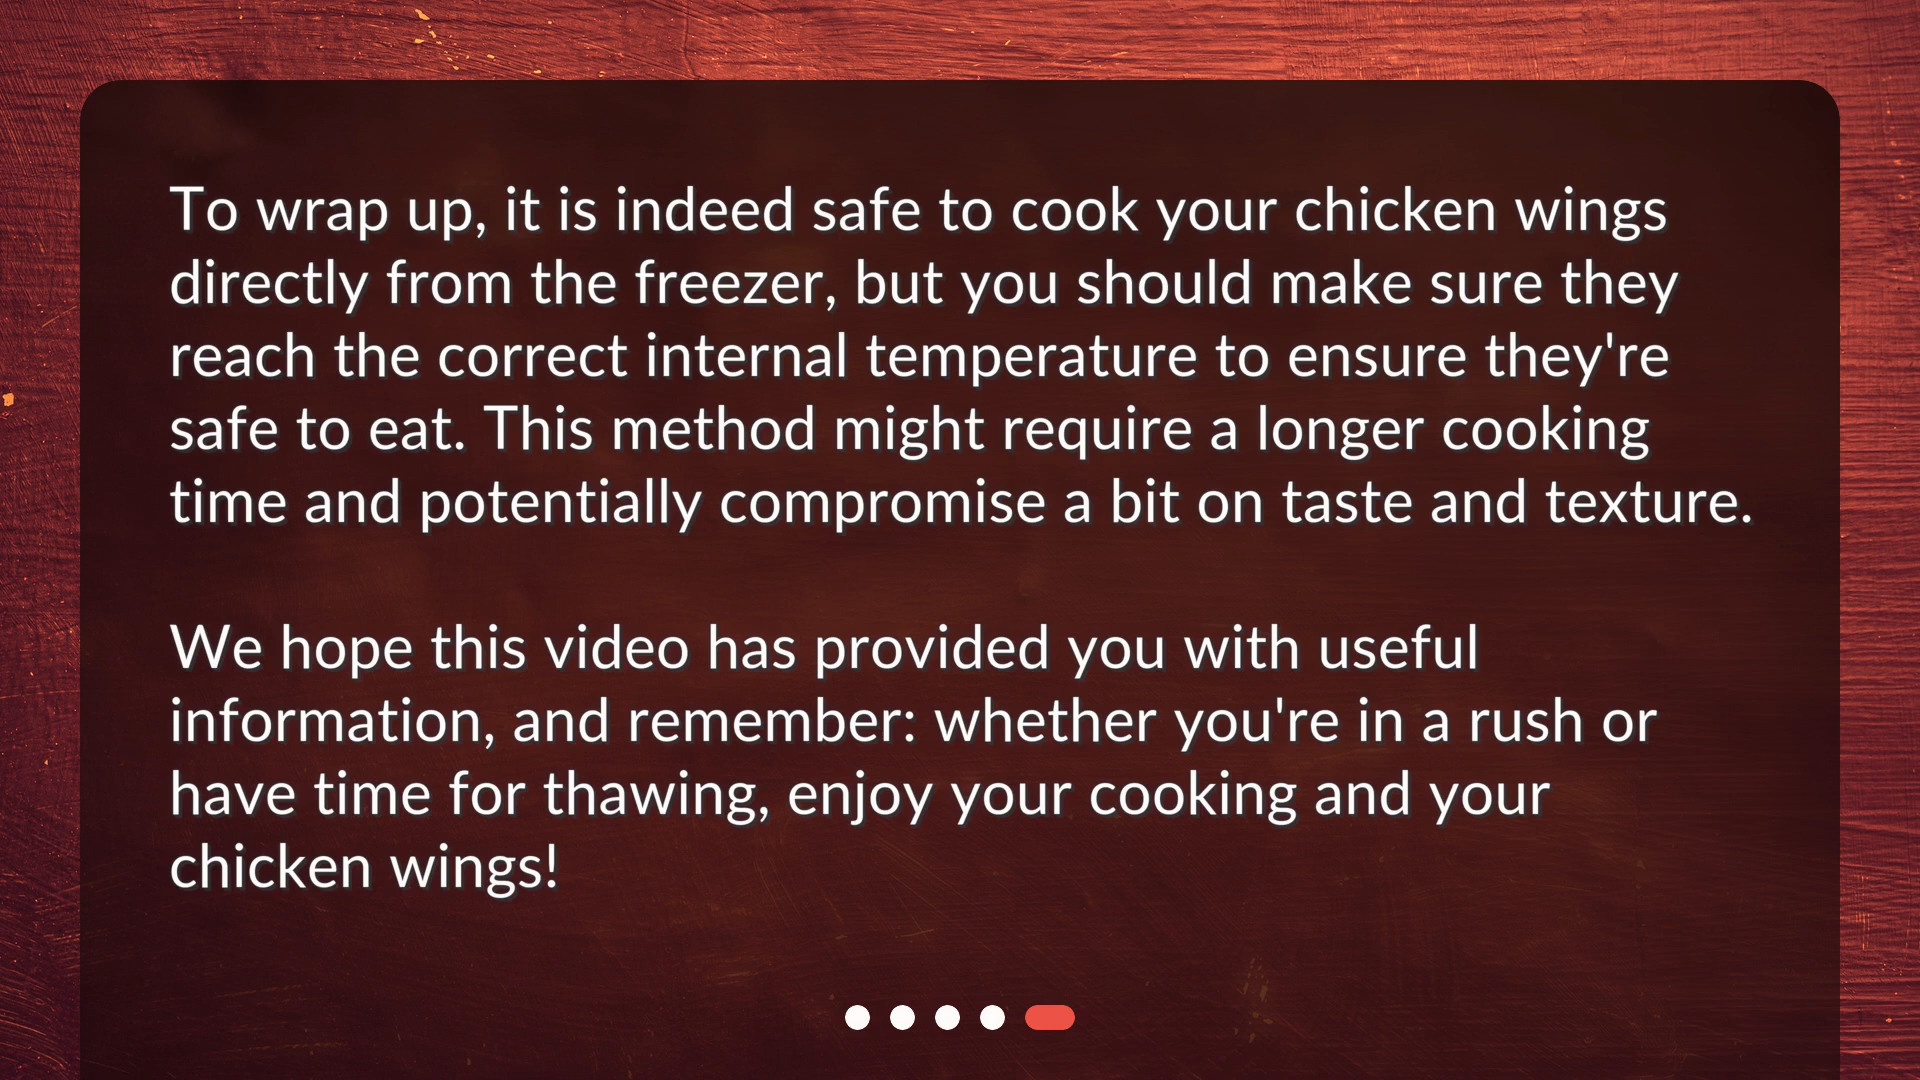 To wrap up, it is indeed safe to cook your chicken wings
directly from the freezer, but you should make sure they
reach the correct internal temperature to ensure they're
safe to eat. This method might require a longer cooking
time and potentially compromise a bit on taste and texture.
We hope this video has provided you with useful
information, and remember: whether you're in a rush or
have time for thawing, enjoy your cooking and your
chicken wings!